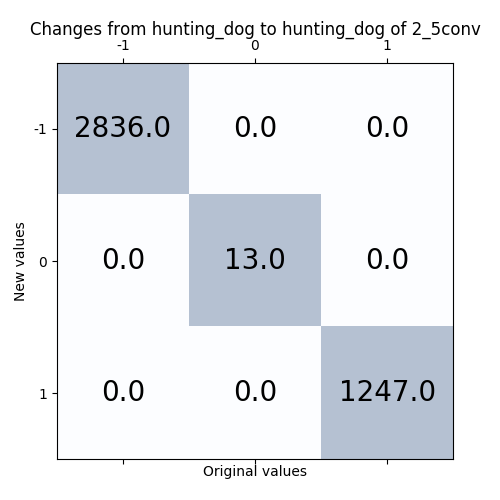 Changes from hunting_dog to hunting_dog of 2_5conv
-1 0 1
-1 2836.0 0.0 0.0
0 0.0 13.0 0.0
1 0.0 0.0 1247.0
New values
Original values